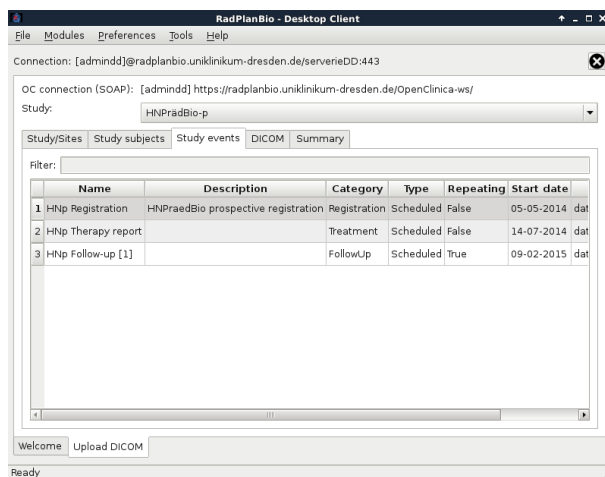 RadPlanBio - Desktop Client
File Modules Preferences Tools Help
Connection: [admindd]@radplanbio.uniklinikum-dresden.de/serverieDD:443
OC connection (SOAP): [admindd] https://radplanbio.uniklinikum-dresden.de/OpenClinica-ws/
Study: HNPrädBio-p
Study/Sites Study subjects Study events DICOM Summary
Filter:
Name Description Category Type Repeating Start date
1 HNp Registration HNPraedBio prospective registration Registration Scheduled False 05-05-2014 dat
2 HNp Therapy report Treatment Scheduled False 14-07-2014 dat
3 HNp Follow-up [1] FollowUp Scheduled True 09-02-2015 dat
Welcome Upload DICOM
Ready